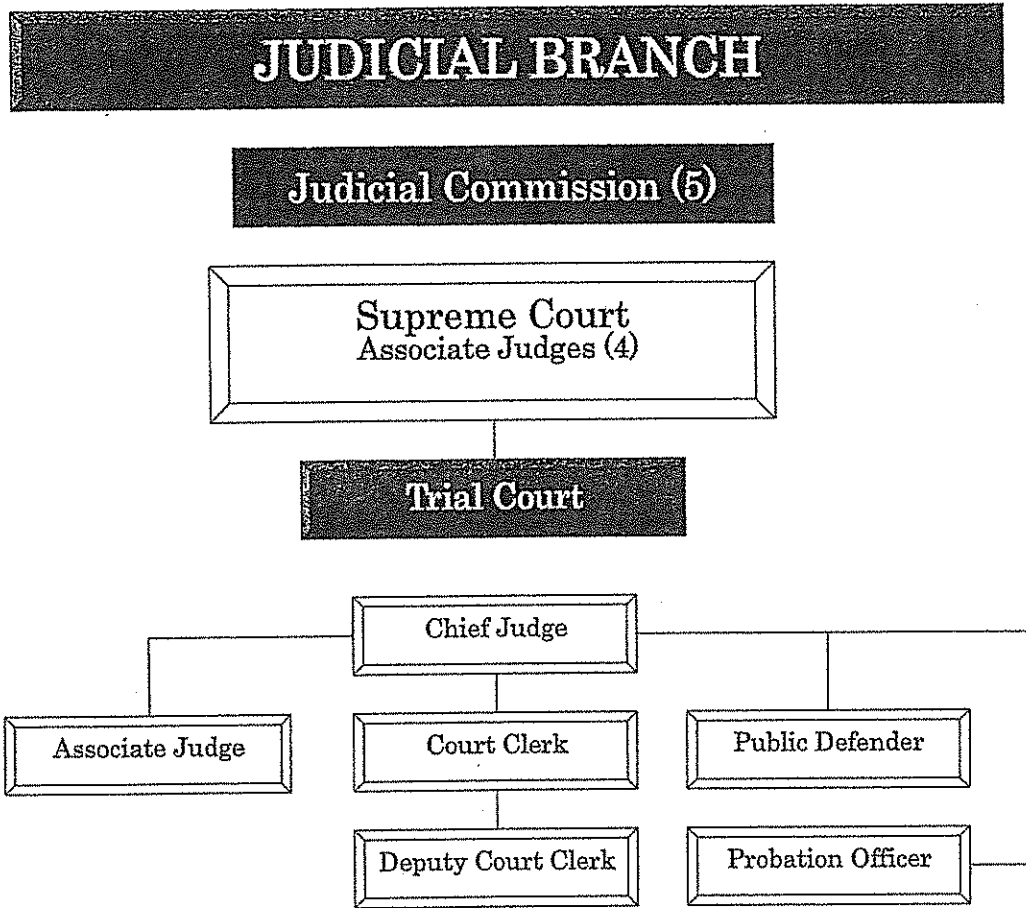 JUDICIAL BRANCH
Judicial Commission (5)
Supreme Court
Associate Judges (4)
Trial Court
Chief Judge
Associate Judge
Court Clerk
Public Defender
Deputy Court Clerk
Probation Officer